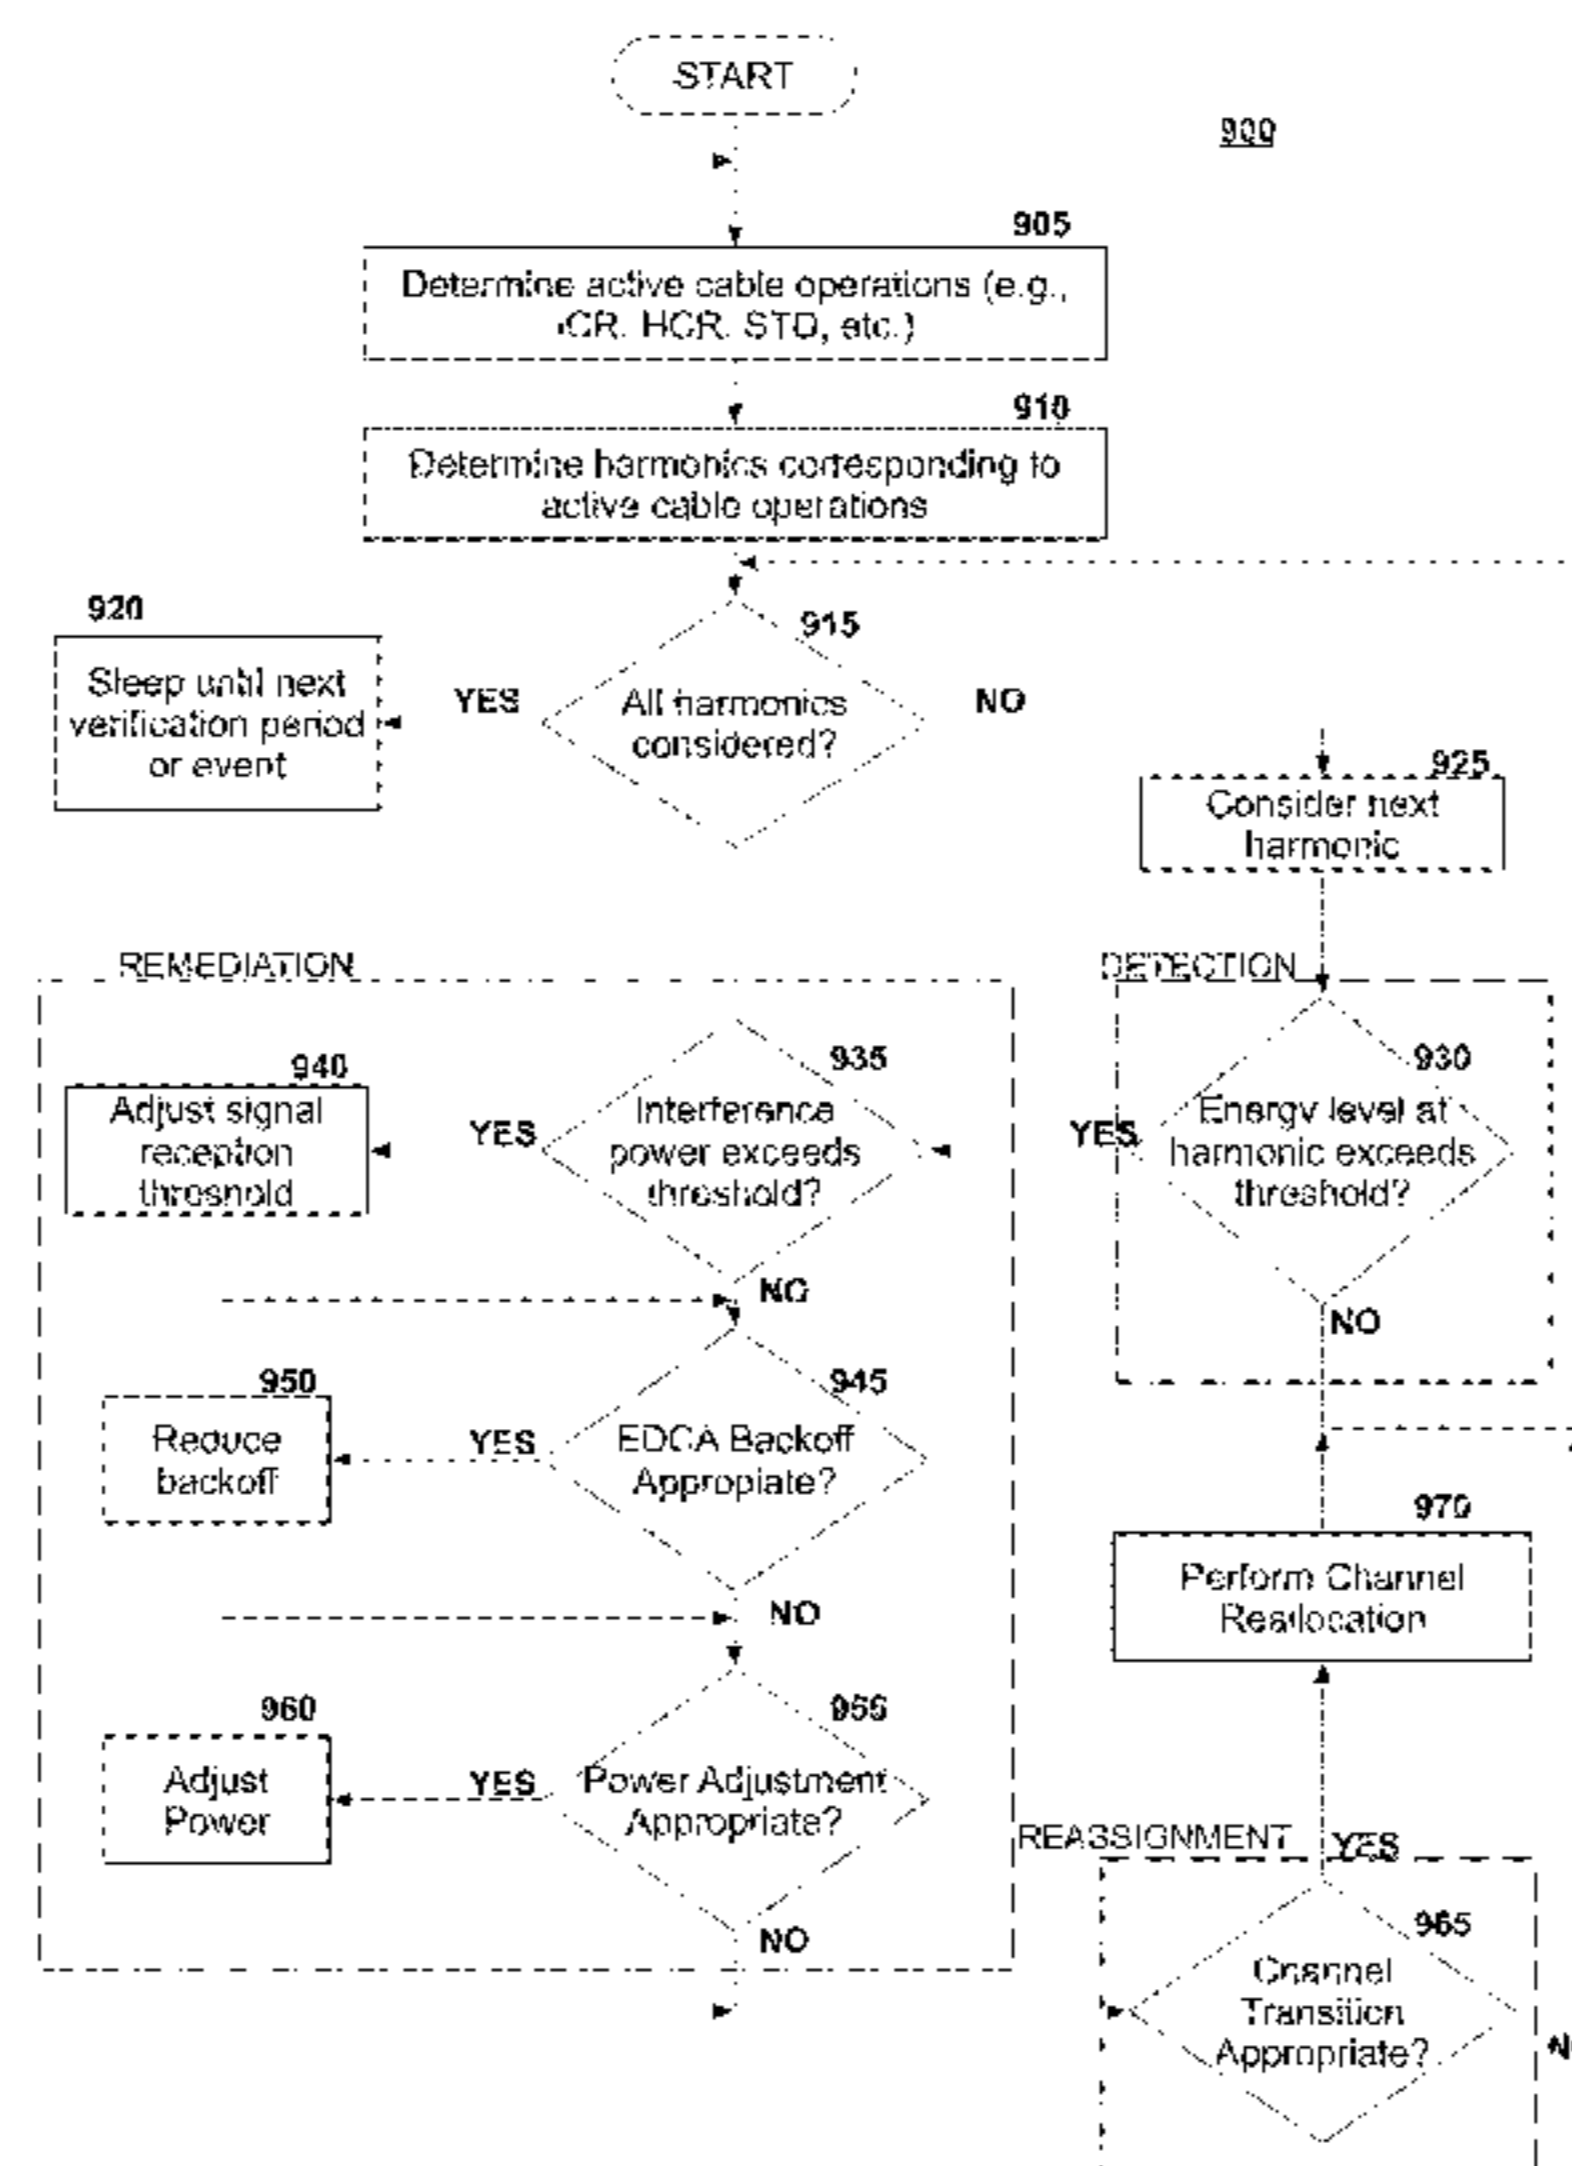 START
900
905
Determine active cable operations (e.g.,
HCR, STD, etc.)
910
Determine harmonics corresponding to
active cable operations
920
Sleep until next
verification period
or event
YES
915
All harmonics
considered?
NO
925
Consider next
harmonic
REMEDIATION
DETECTION
940
Adjust signal
reception
threshold
YES
935
Interference
power exceeds
threshold?
NO
YES
930
Energy level at
harmonic exceeds
threshold?
NO
950
Reduce
backoff
YES
945
EDCA Backoff
Appropiate?
NO
970
Perform Channel
Reallocation
960
Adjust
Power
YES
955
Power Adjustment
Appropriate?
NO
REASSIGNMENT
YES
965
Channel
Transition
Appropriate?